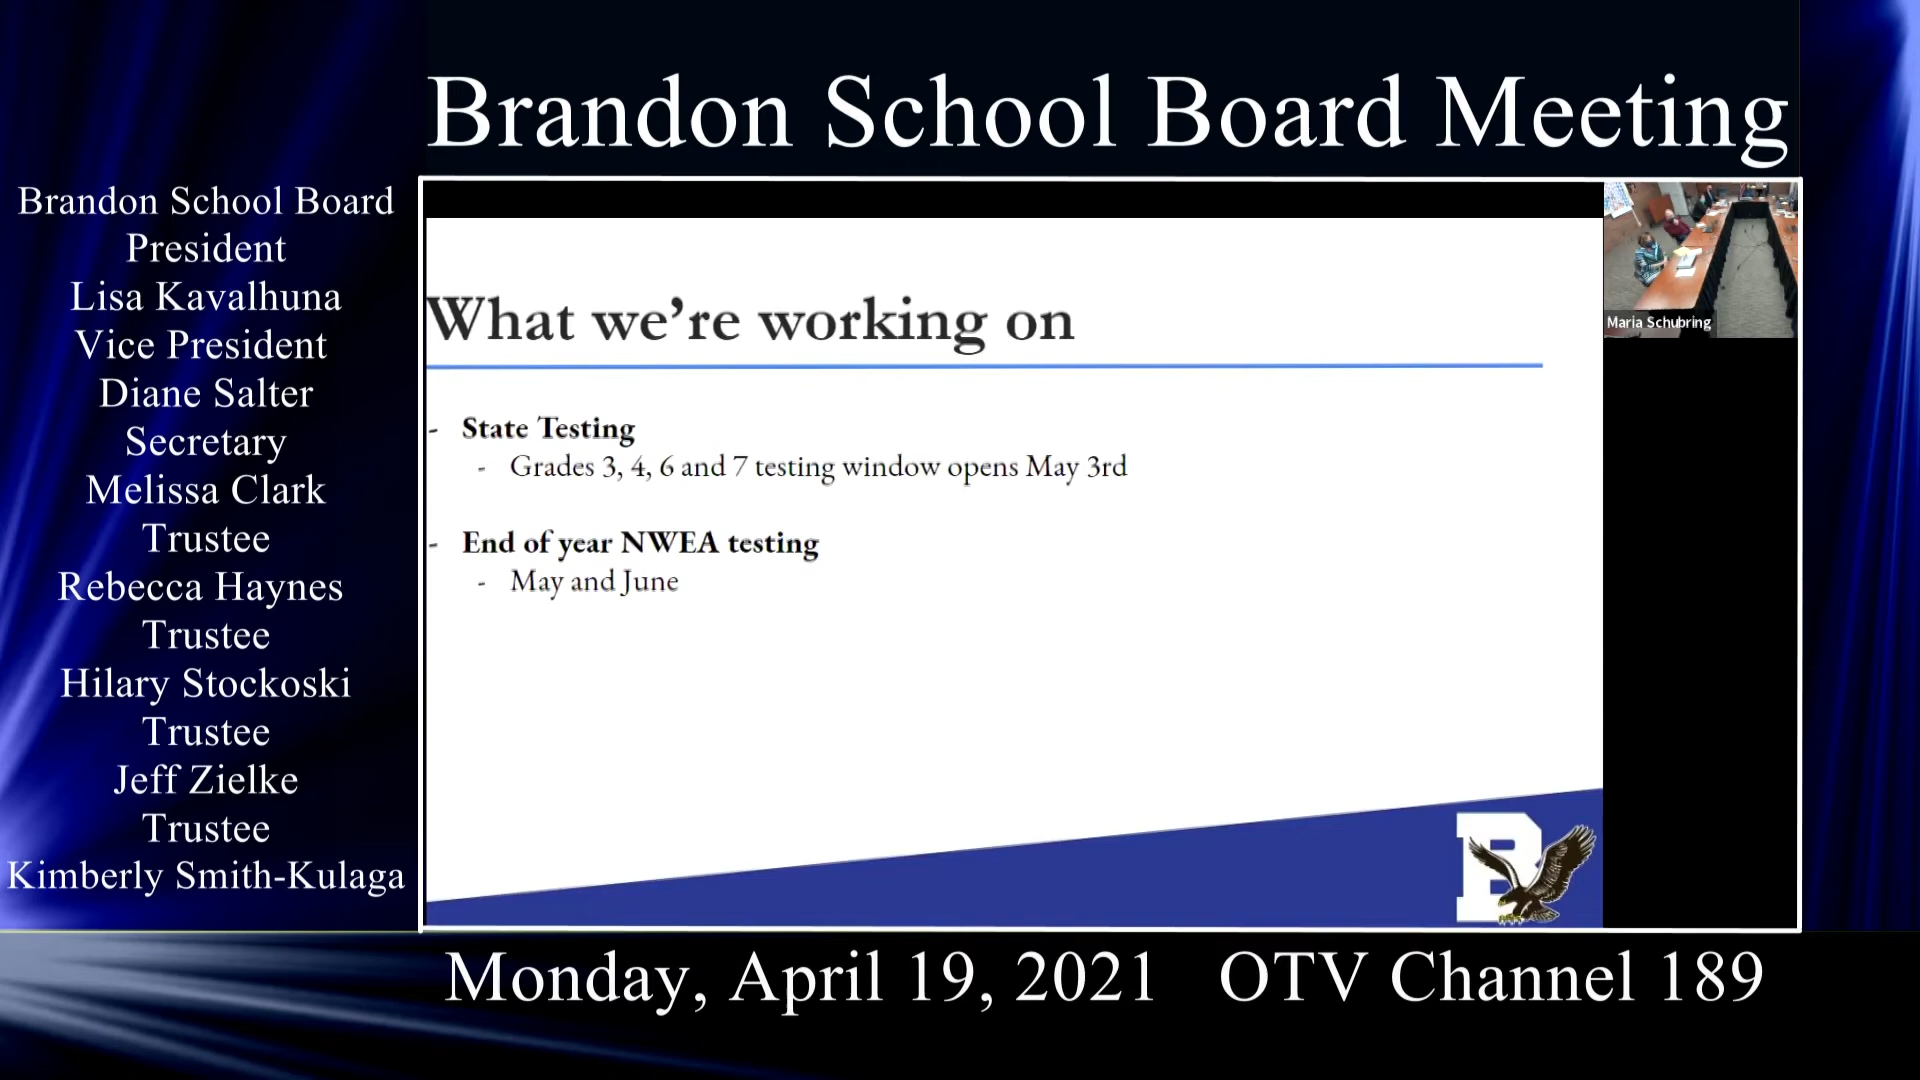 Brandon School Board Meeting
Brandon School Board
President
Lisa Kavalhuna
Vice President
Diane Salter
Secretary
Melissa Clark
Trustee
Rebecca Haynes
Trustee
Hilary Stockoski
Trustee
Jeff Zielke
Trustee
Kimberly Smith-Kulaga
What we're working on
- State Testing
- Grades 3, 4, 6 and 7 testing window opens May 3rd
- End of year NWEA testing
- May and June
B
Maria Schubring
Monday, April 19, 2021 OTV Channel 189